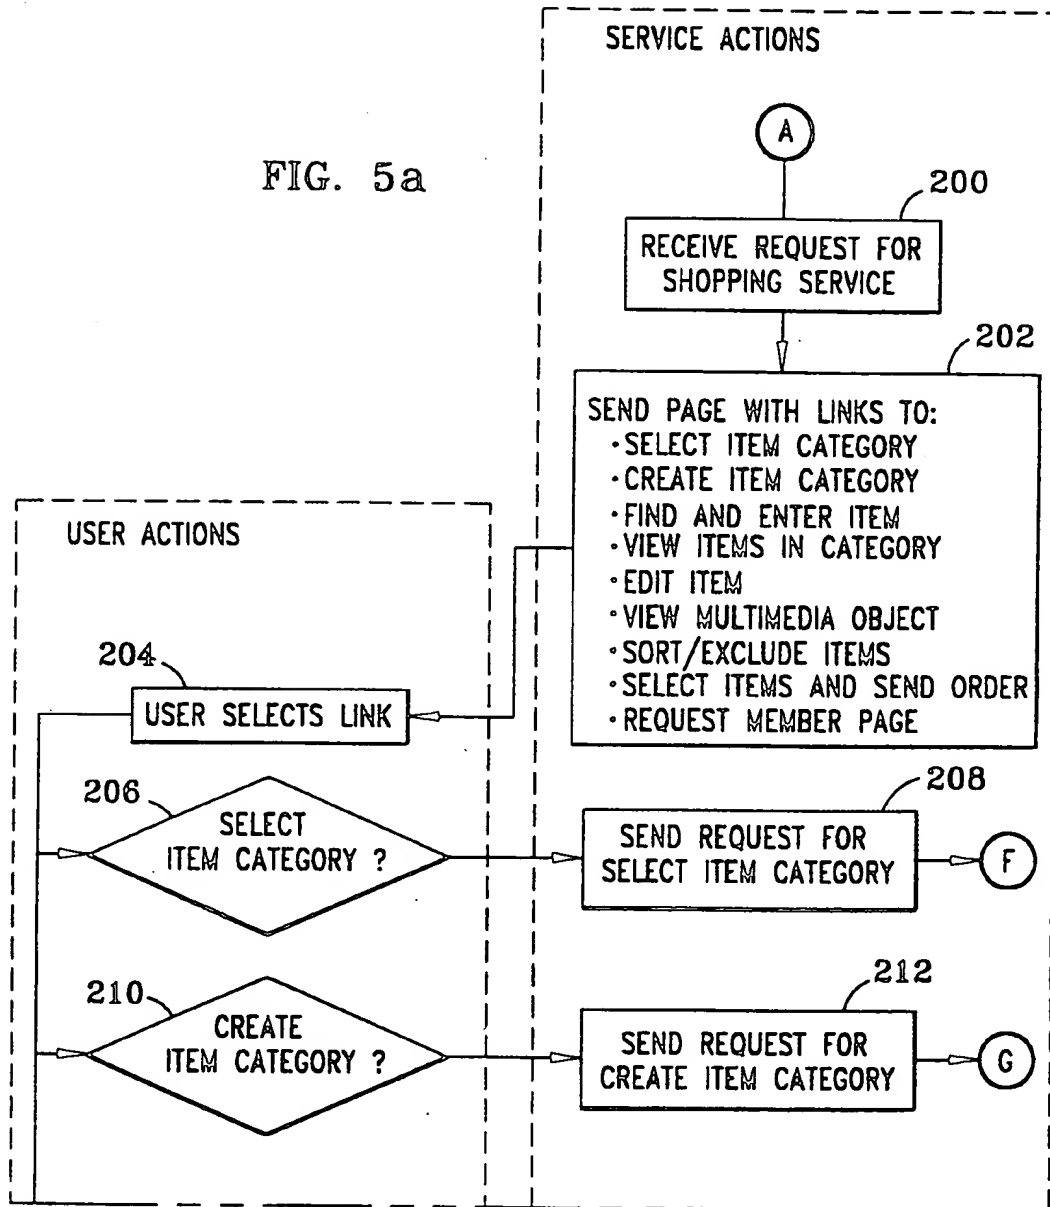 SERVICE ACTIONS
A
FIG. 5a
200
RECEIVE REQUEST FOR
SHOPPING SERVICE
202
SEND PAGE WITH LINKS TO:
·SELECT ITEM CATEGORY
·CREATE ITEM CATEGORY
·FIND AND ENTER ITEM
·VIEW ITEMS IN CATEGORY
·EDIT ITEM
·VIEW MULTIMEDIA OBJECT
·SORT/EXCLUDE ITEMS
·SELECT ITEMS AND SEND ORDER
·REQUEST MEMBER PAGE
USER ACTIONS
204
USER SELECTS LINK
206
SELECT
ITEM CATEGORY ?
208
SEND REQUEST FOR
SELECT ITEM CATEGORY
F
210
CREATE
ITEM CATEGORY ?
212
SEND REQUEST FOR
CREATE ITEM CATEGORY
G